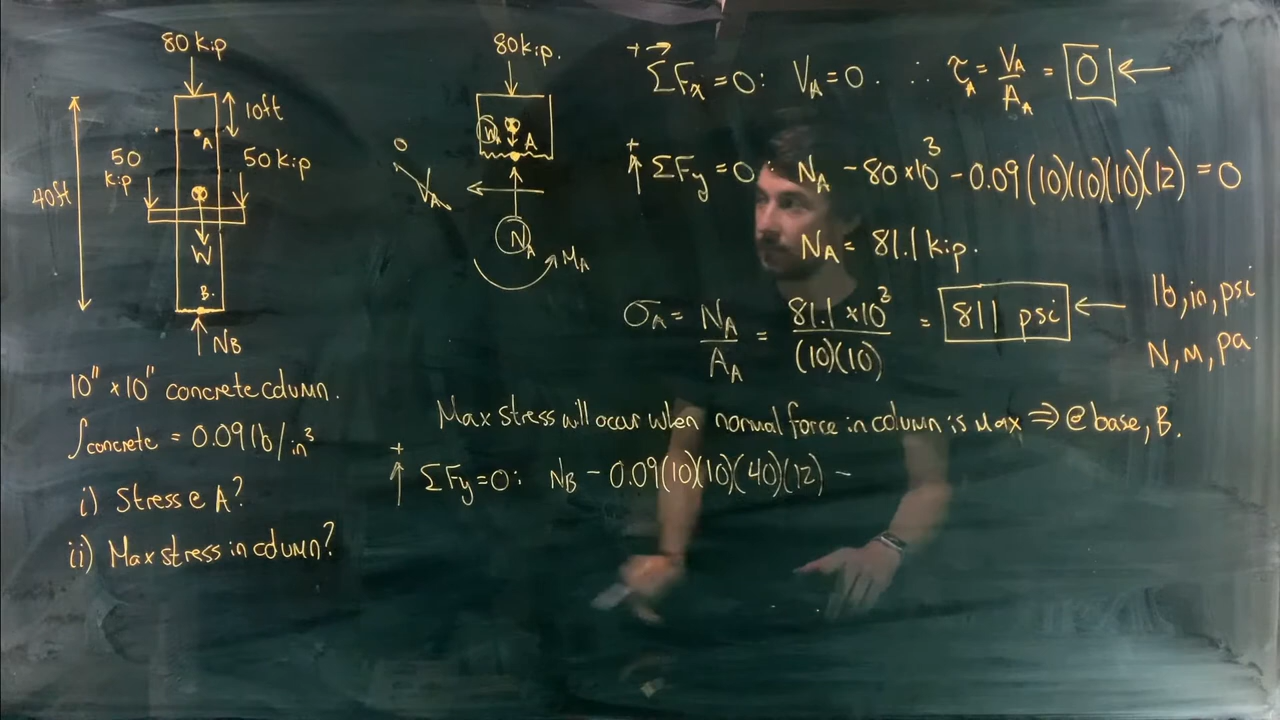 80 kip
10ft
A
50 kip
50 kip
40ft
W
B.
NB
10" x 10" concrete column.
ρconcrete = 0.09 lb/in³
i) Stress @ A?
ii) Max stress in column?
80 kip.
WA A
0
VA
NA
MA
+→ ΣFx = 0: VA = 0. ∴ τA = VA/AA = 0 ←
+↑ ΣFy = 0: NA - 80 x 10³ - 0.09(10)(10)(10)(12) = 0
NA = 81.1 kip.
σA = NA/AA = 81.1 x 10³/(10)(10) = 811 psi ← lb, in, psi
N, m, pa.
Max stress will occur when normal force in column is max ⇒ @ base, B.
+↑ ΣFy = 0: NB - 0.09(10)(10)(40)(12) -